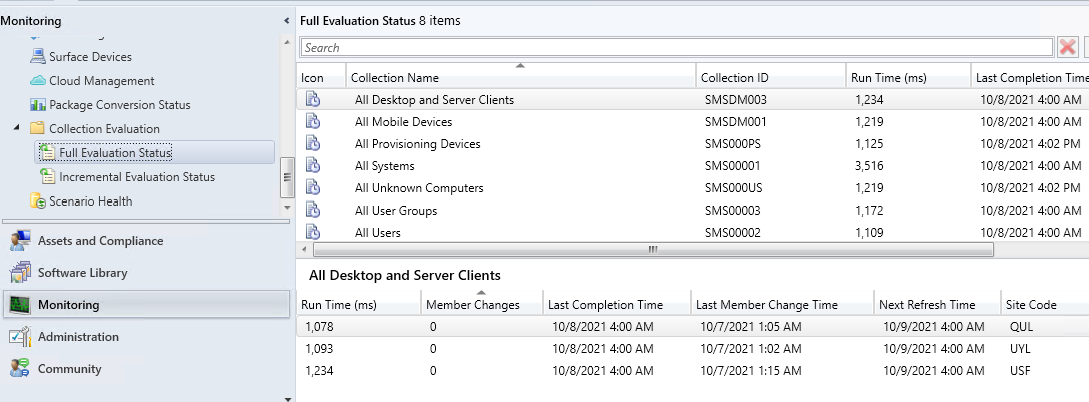 Monitoring
Surface Devices
Cloud Management
Package Conversion Status
Collection Evaluation
Full Evaluation Status
Incremental Evaluation Status
Scenario Health
Assets and Compliance
Software Library
Monitoring
Administration
Community
Full Evaluation Status 8 items
Search
Icon Collection Name Collection ID Run Time (ms) Last Completion Time
All Desktop and Server Clients SMSDM003 1,234 10/8/2021 4:00 AM
All Mobile Devices SMSDM001 1,219 10/8/2021 4:00 AM
All Provisioning Devices SMS000PS 1,125 10/8/2021 4:02 PM
All Systems SMS00001 3,516 10/8/2021 4:00 AM
All Unknown Computers SMS000US 1,219 10/8/2021 4:02 PM
All User Groups SMS00003 1,172 10/8/2021 4:00 AM
All Users SMS00002 1,109 10/8/2021 4:00 AM
All Desktop and Server Clients
Run Time (ms) Member Changes Last Completion Time Last Member Change Time Next Refresh Time Site Code
1,078 0 10/8/2021 4:00 AM 10/7/2021 1:05 AM 10/9/2021 4:00 AM QUL
1,093 0 10/8/2021 4:00 AM 10/7/2021 1:02 AM 10/9/2021 4:00 AM UYL
1,234 0 10/8/2021 4:00 AM 10/7/2021 1:15 AM 10/9/2021 4:00 AM USF